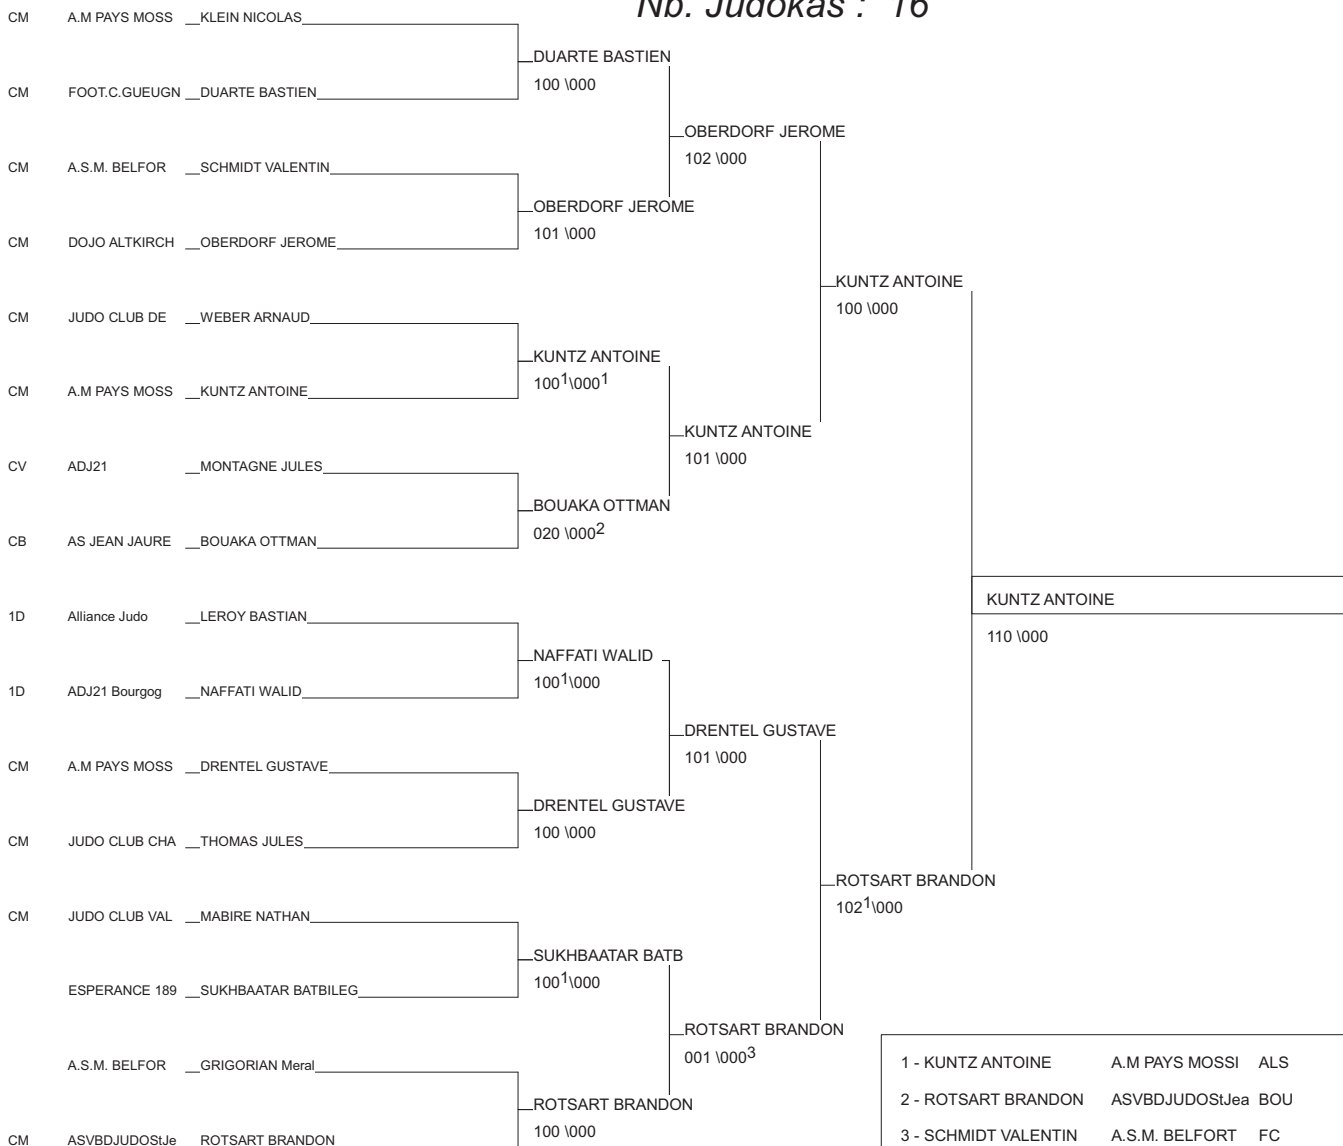 Nb. Judokas : 16
CM A.M PAYS MOSS KLEIN NICOLAS
DUARTE BASTIEN
100 \000
CM FOOT.C.GUEUGN DUARTE BASTIEN
OBERDORF JEROME
102 \000
CM A.S.M. BELFOR SCHMIDT VALENTIN
OBERDORF JEROME
101 \000
CM DOJO ALTKIRCH OBERDORF JEROME
KUNTZ ANTOINE
100 \000
CM JUDO CLUB DE WEBER ARNAUD
KUNTZ ANTOINE
100¹\000¹
CM A.M PAYS MOSS KUNTZ ANTOINE
KUNTZ ANTOINE
101 \000
CV ADJ21 MONTAGNE JULES
BOUAKA OTTMAN
020 \000²
CB AS JEAN JAURE BOUAKA OTTMAN
KUNTZ ANTOINE
110 \000
1D Alliance Judo LEROY BASTIAN
NAFFATI WALID
100¹\000
1D ADJ21 Bourgog NAFFATI WALID
DRENTEL GUSTAVE
101 \000
CM A.M PAYS MOSS DRENTEL GUSTAVE
DRENTEL GUSTAVE
100 \000
CM JUDO CLUB CHA THOMAS JULES
ROTSART BRANDON
102¹\000
CM JUDO CLUB VAL MABIRE NATHAN
SUKHBAATAR BATB
100¹\000
ESPERANCE 189 SUKHBAATAR BATBILEG
ROTSART BRANDON
001 \000³
A.S.M. BELFOR GRIGORIAN Meral
ROTSART BRANDON
100 \000
CM ASVBDJUDOStJe ROTSART BRANDON
1 - KUNTZ ANTOINE A.M PAYS MOSSI ALS
2 - ROTSART BRANDON ASVBDJUDOStJea BOU
3 - SCHMIDT VALENTIN A.S.M. BELFORT FC